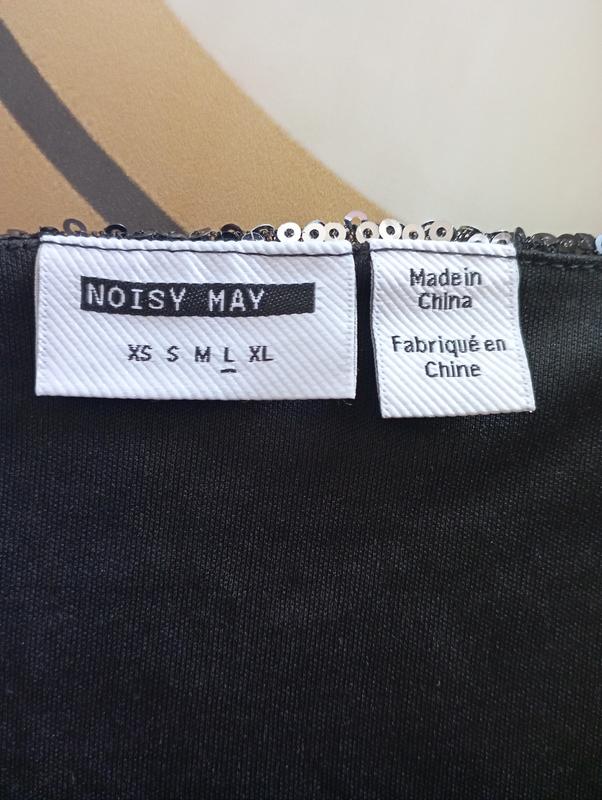 NOISY MAY
XS S M L XL
Made in
China
Fabriqué en
Chine